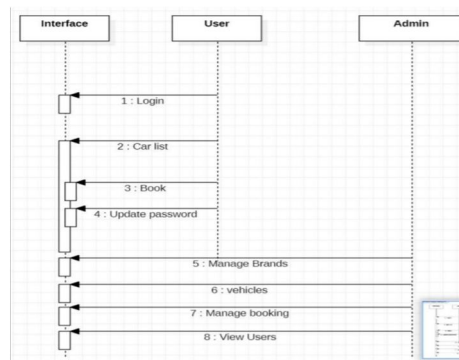 Interface
User
Admin
1 : Login
2 : Car list
3 : Book
4 : Update password
5 : Manage Brands
6 : vehicles
7 : Manage booking
8 : View Users